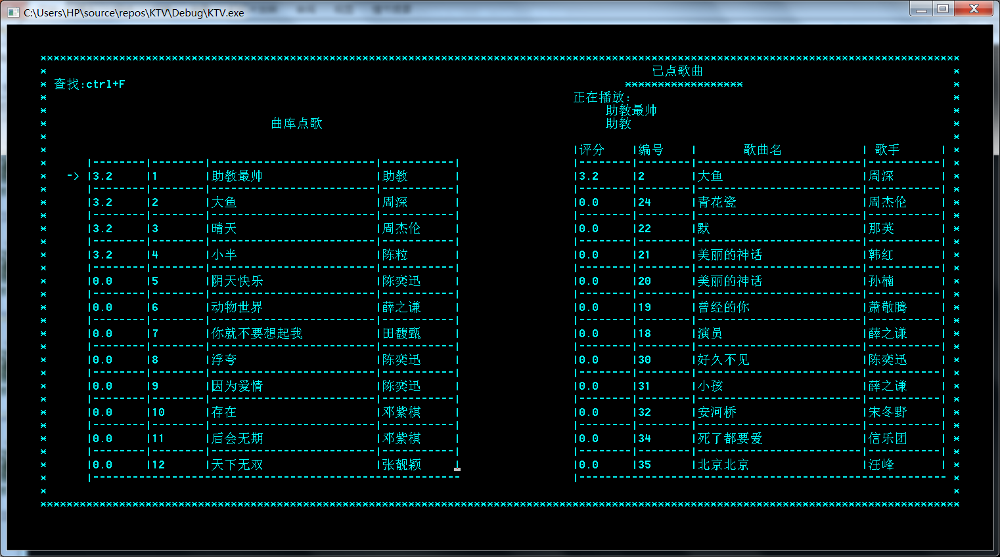 C:\Users\HP\source\repos\KTV\Debug\KTV.exe
已点歌曲
查找:ctrl+F
正在播放:
助教最帅
曲库点歌
助教
评分 编号 歌曲名 歌手
-> 3.2 1 助教最帅 助教
3.2 2 大鱼 周深
3.2 2 大鱼 周深
0.0 24 青花瓷 周杰伦
3.2 3 晴天 周杰伦
0.0 22 默 那英
3.2 4 小半 陈粒
0.0 21 美丽的神话 韩红
0.0 5 阴天快乐 陈奕迅
0.0 20 美丽的神话 孙楠
0.0 6 动物世界 薛之谦
0.0 19 曾经的你 萧敬腾
0.0 7 你就不要想起我 田馥甄
0.0 18 演员 薛之谦
0.0 8 浮夸 陈奕迅
0.0 30 好久不见 陈奕迅
0.0 9 因为爱情 陈奕迅
0.0 31 小孩 薛之谦
0.0 10 存在 邓紫棋
0.0 32 安河桥 宋冬野
0.0 11 后会无期 邓紫棋
0.0 34 死了都要爱 信乐团
0.0 12 天下无双 张靓颖
0.0 35 北京北京 汪峰